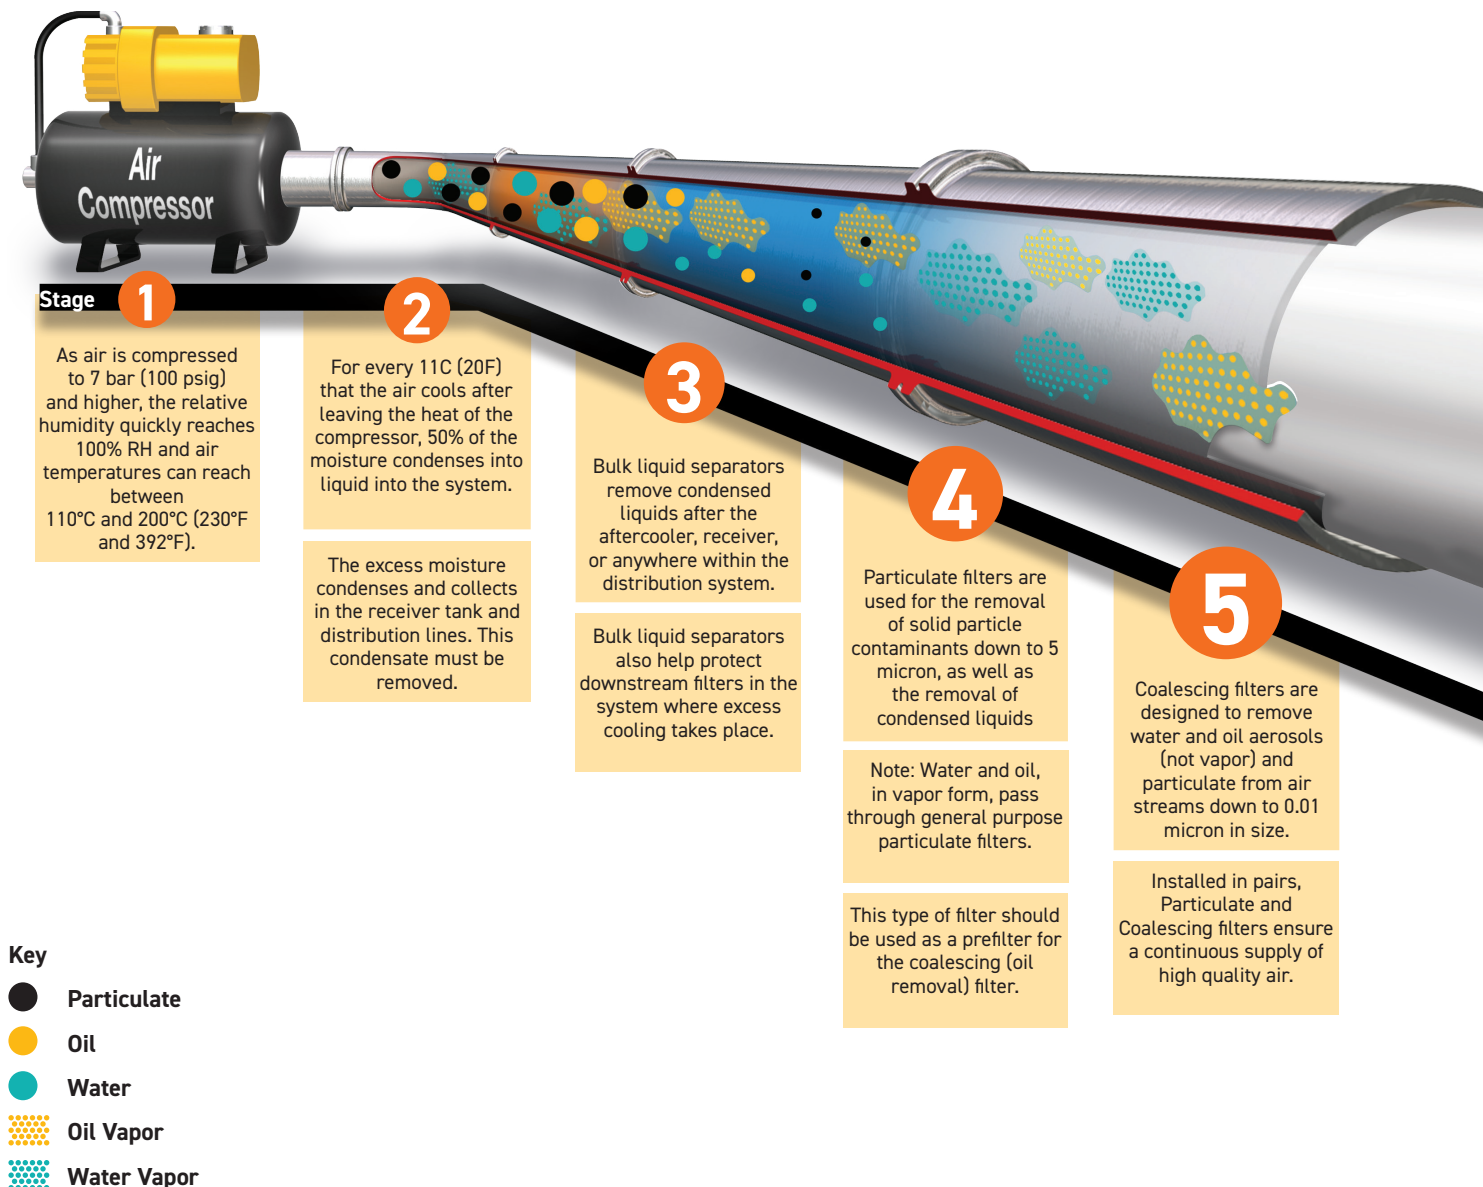 Air
Compressor
Stage
1
As air is compressed
to 7 bar (100 psig)
and higher, the relative
humidity quickly reaches
100% RH and air
temperatures can reach
between
110°C and 200°C (230°F
and 392°F).
2
For every 11C (20F)
that the air cools after
leaving the heat of the
compressor, 50% of the
moisture condenses into
liquid into the system.
The excess moisture
condenses and collects
in the receiver tank and
distribution lines. This
condensate must be
removed.
3
Bulk liquid separators
remove condensed
liquids after the
aftercooler, receiver,
or anywhere within the
distribution system.
Bulk liquid separators
also help protect
downstream filters in the
system where excess
cooling takes place.
4
Particulate filters are
used for the removal
of solid particle
contaminants down to 5
micron, as well as
the removal of
condensed liquids
Note: Water and oil,
in vapor form, pass
through general purpose
particulate filters.
This type of filter should
be used as a prefilter for
the coalescing (oil
removal) filter.
5
Coalescing filters are
designed to remove
water and oil aerosols
(not vapor) and
particulate from air
streams down to 0.01
micron in size.
Installed in pairs,
Particulate and
Coalescing filters ensure
a continuous supply of
high quality air.
Key
Particulate
Oil
Water
Oil Vapor
Water Vapor